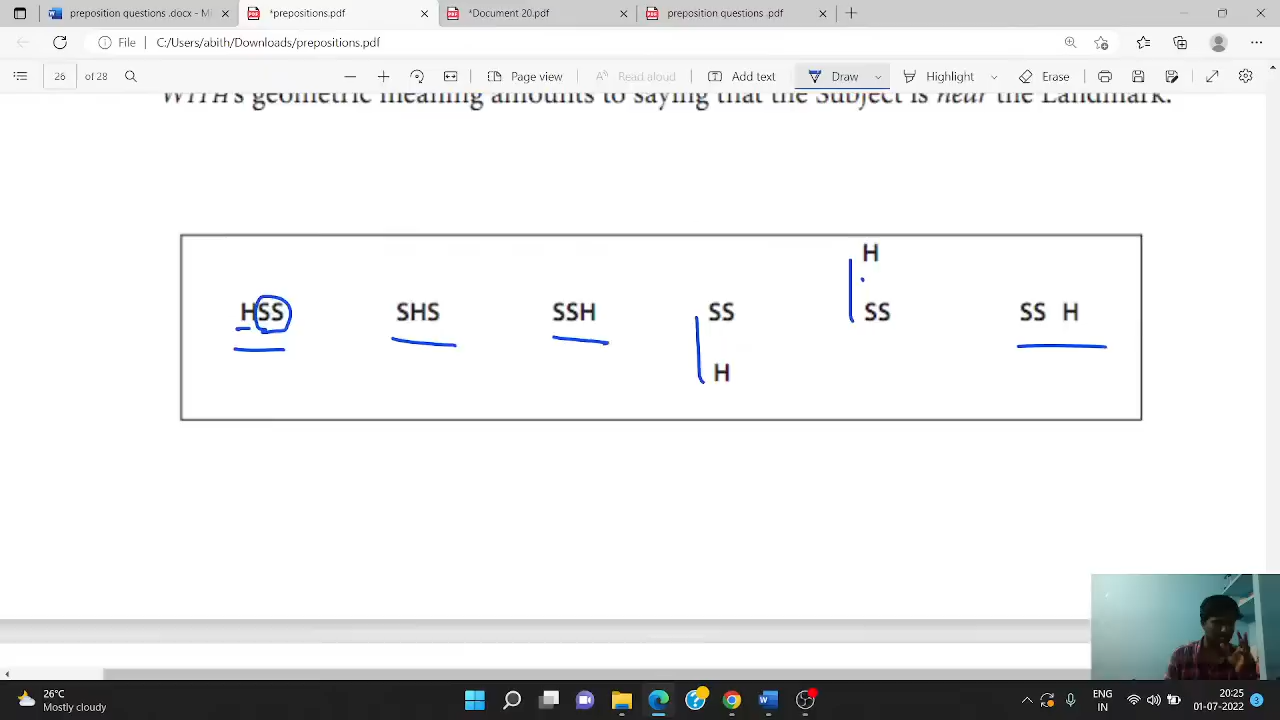 preposition questions .docx - Mi
*prepositions.pdf
*Document 20.pdf
preposition questions .pdf
File
C:/Users/abith/Downloads/prepositions.pdf
26 of 28
Page view
Read aloud
Add text
Draw
Highlight
Erase
WITH's geometric meaning amounts to saying that the Subject is near the Landmark.
H
HSS SHS SSH SS SS SS H
H
26°C
Mostly cloudy
ENG
IN
20:25
01-07-2022
3